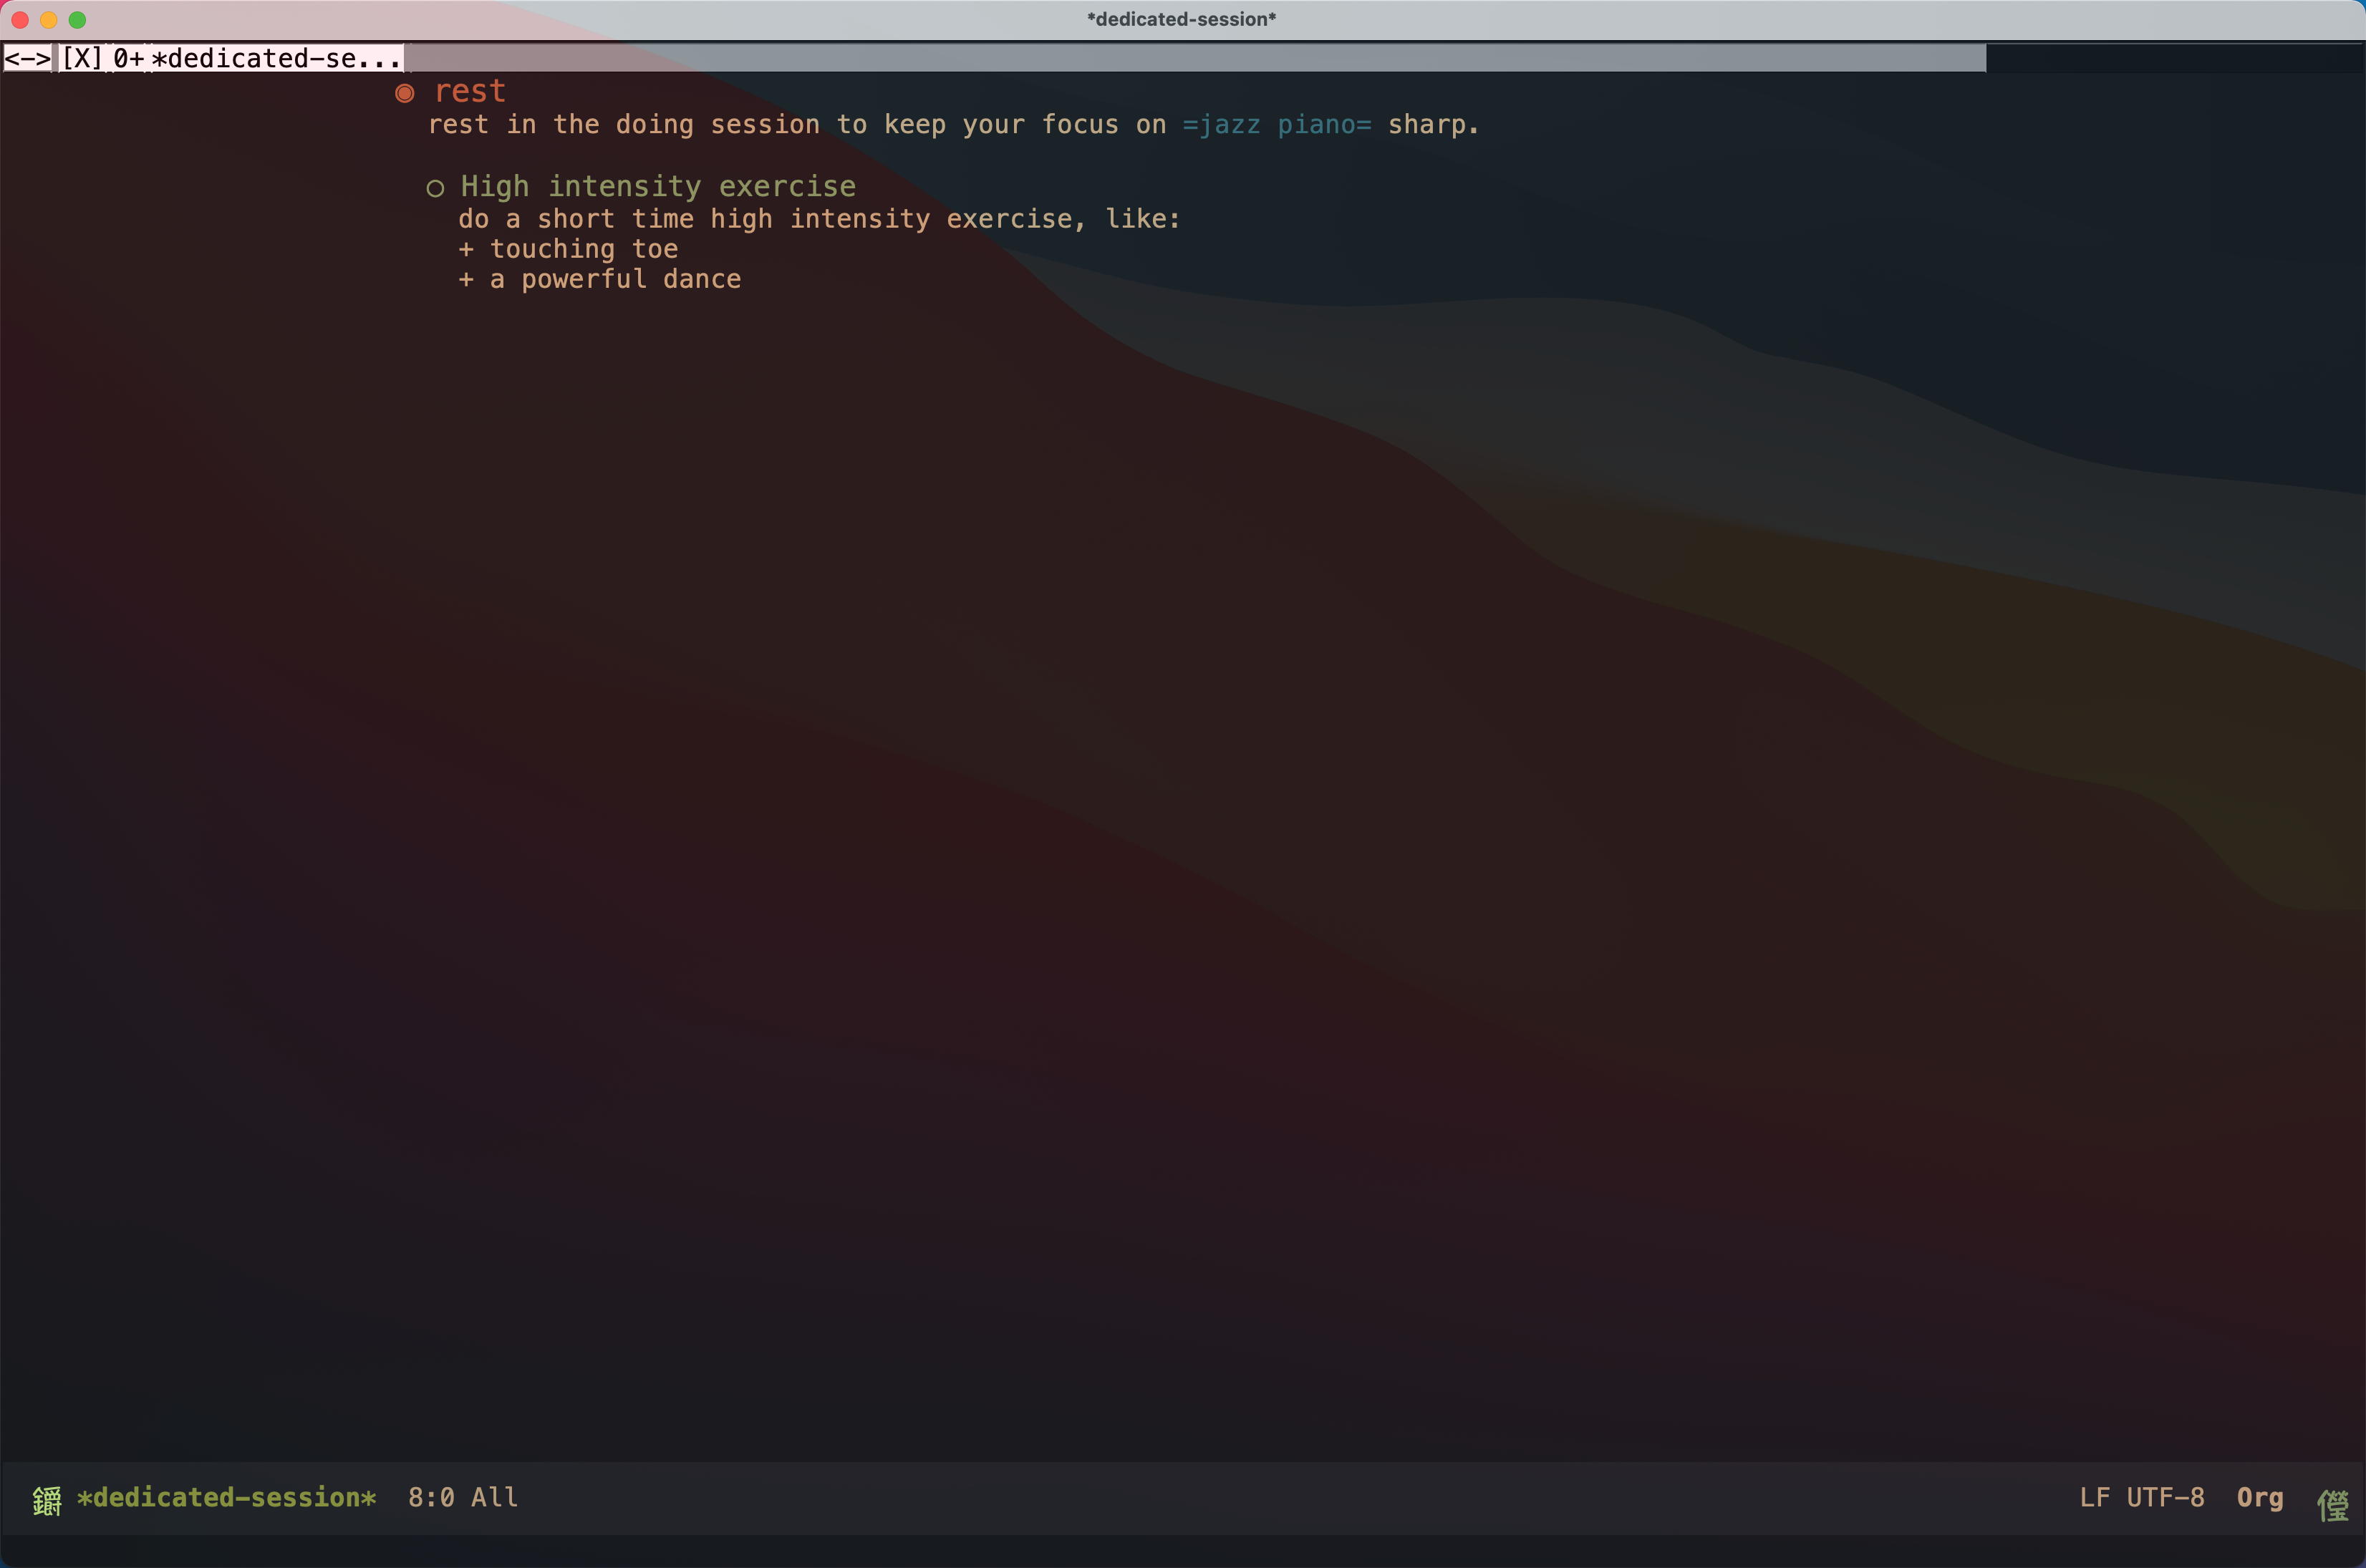 *dedicated-session*
<-> [X] 0+ *dedicated-se...
◉ rest
rest in the doing session to keep your focus on =jazz piano= sharp.
○ High intensity exercise
do a short time high intensity exercise, like:
+ touching toe
+ a powerful dance
*dedicated-session* 8:0 All LF UTF-8 Org